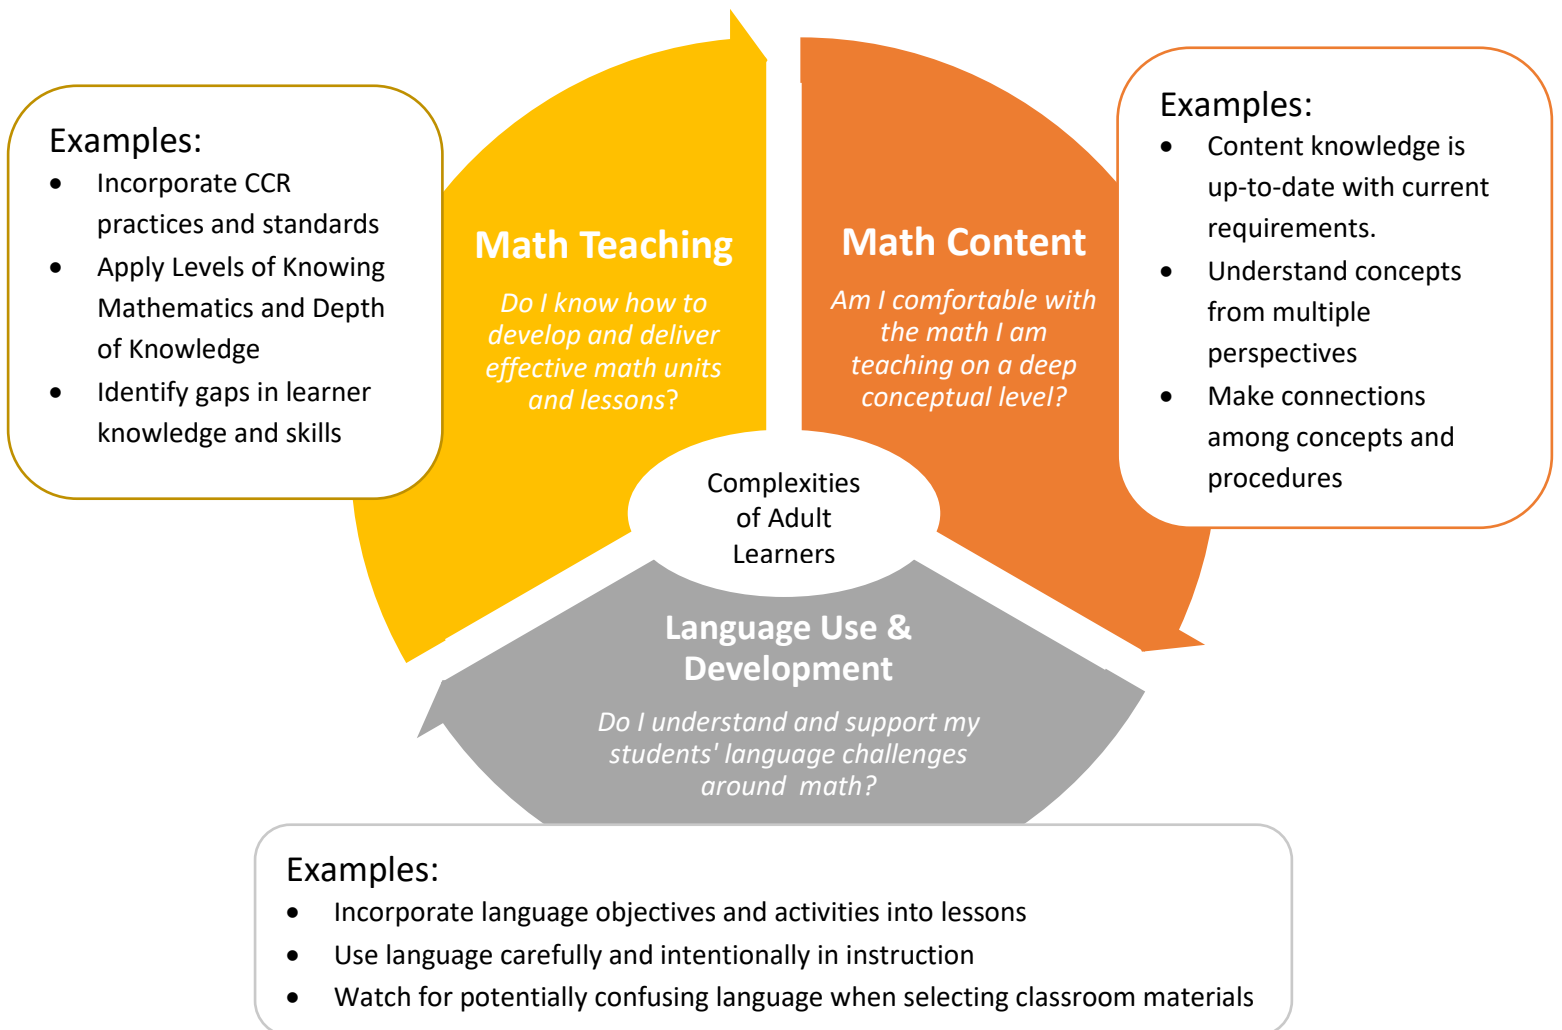 Examples:
• Incorporate CCR
practices and standards
• Apply Levels of Knowing
Mathematics and Depth
of Knowledge
• Identify gaps in learner
knowledge and skills
Math Teaching
Do I know how to
develop and deliver
effective math units
and lessons?
Math Content
Am I comfortable with
the math I am
teaching on a deep
conceptual level?
Examples:
• Content knowledge is
up-to-date with current
requirements.
• Understand concepts
from multiple
perspectives
• Make connections
among concepts and
procedures
Complexities
of Adult
Learners
Language Use &
Development
Do I understand and support my
students' language challenges
around  math?
Examples:
• Incorporate language objectives and activities into lessons
• Use language carefully and intentionally in instruction
• Watch for potentially confusing language when selecting classroom materials